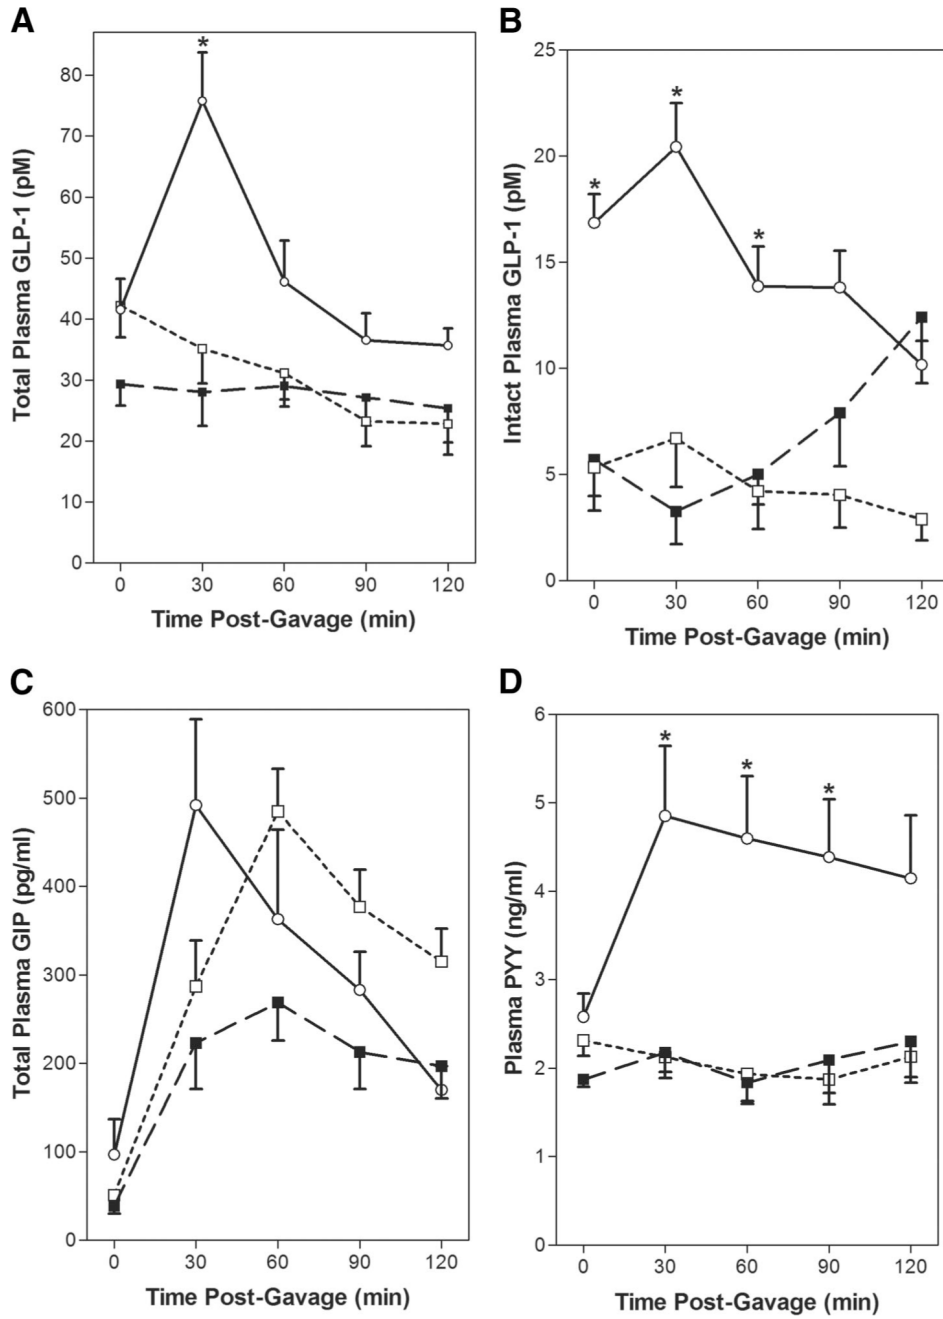 A
Total Plasma GLP-1 (pM)
80
70
60
50
40
30
20
10
0
*
0 30 60 90 120
Time Post-Gavage (min)
B
Intact Plasma GLP-1 (pM)
25
20
15
10
5
0
* * *
0 30 60 90 120
Time Post-Gavage (min)
C
Total Plasma GIP (pg/ml)
600
500
400
300
200
100
0
0 30 60 90 120
Time Post-Gavage (min)
D
Plasma PYY (ng/ml)
6
5
4
3
2
1
0
* * *
0 30 60 90 120
Time Post-Gavage (min)